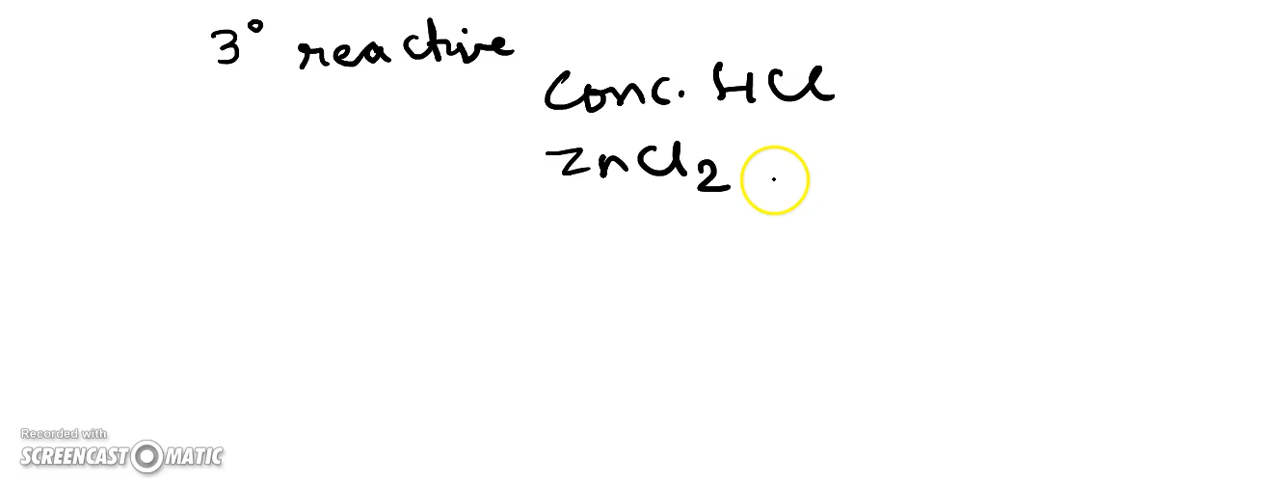 3° reactive
Conc. HCl
ZnCl2
Recorded with
SCREENCAST MATIC